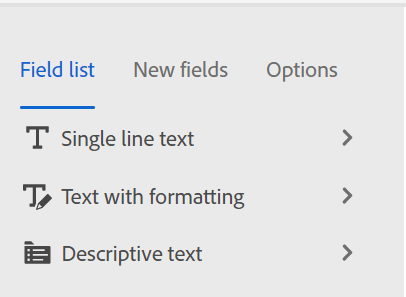 Field list New fields Options
Single line text
Text with formatting
Descriptive text